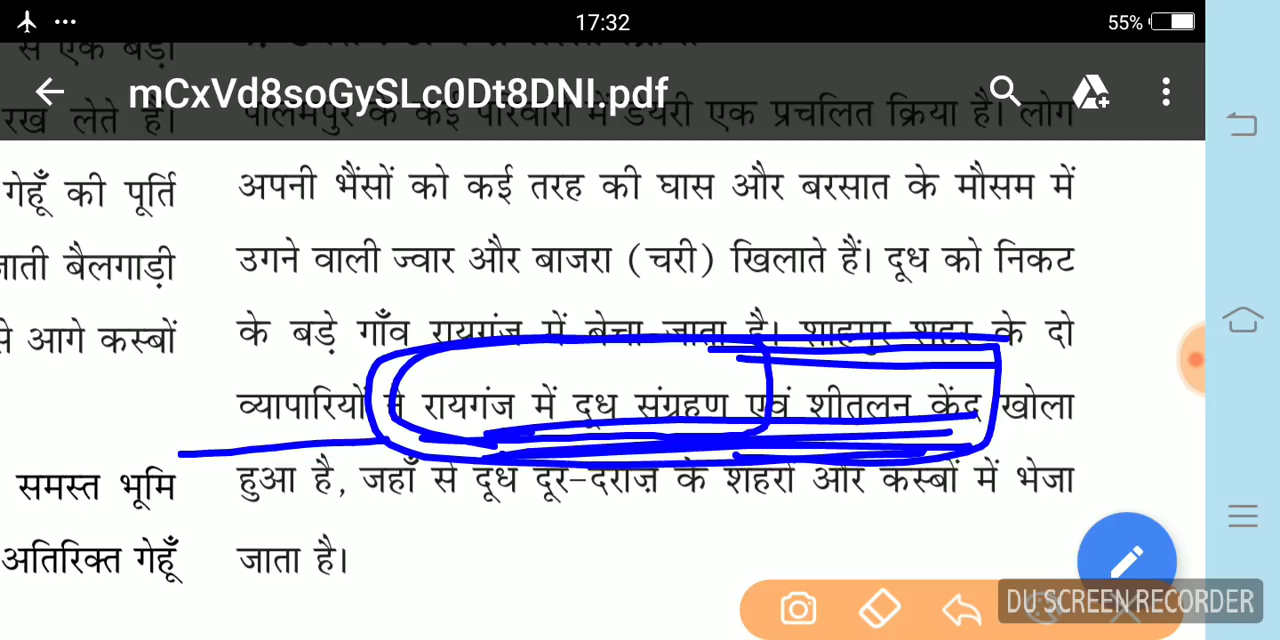 17:32
55%
से एक बड़ा
mCxVd8soGySLc0Dt8DNI.pdf
रख लेते हैं।
पालमपुर के कई परिवारों में डेयरी एक प्रचलित क्रिया है। लोग
गेहूँ की पूर्ति
अपनी भैंसों को कई तरह की घास और बरसात के मौसम में
जाती बैलगाड़ी
उगने वाली ज्वार और बाजरा (चरी) खिलाते हैं। दूध को निकट
से आगे कस्बों
के बड़े गाँव रायगंज में बेचा जाता है। शाहपुर शहर के दो
व्यापारियों ने रायगंज में दूध संग्रहण एवं शीतलन केंद्र खोला
समस्त भूमि
हुआ है, जहाँ से दूध दूर-दराज़ के शहरों और कस्बों में भेजा
अतिरिक्त गेहूँ
जाता है।
DU SCREEN RECORDER